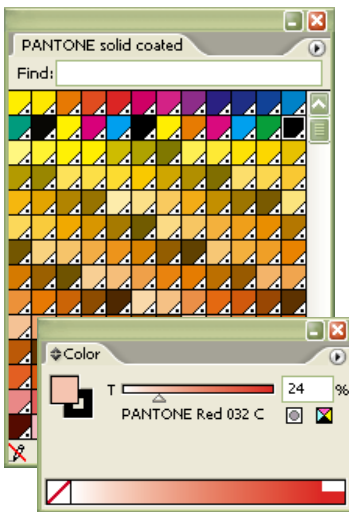 PANTONE solid coated
Find:
Color
T 24 %
PANTONE Red 032 C